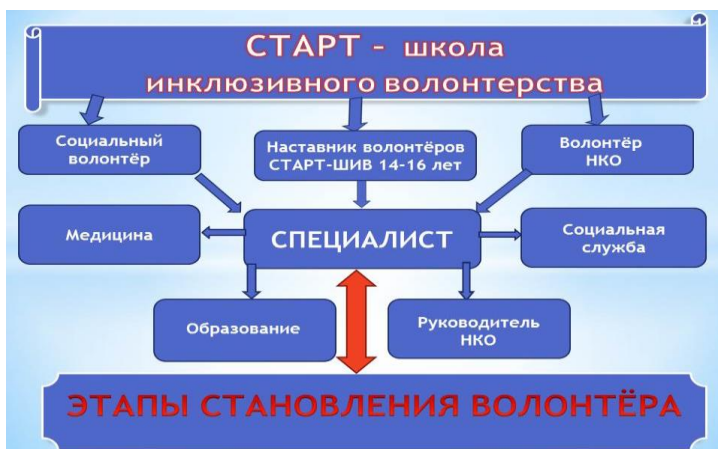 СТАРТ - школа
инклюзивного волонтерства
Социальный
волонтёр
Наставник волонтёров
СТАРТ-ШИВ 14-16 лет
Волонтёр
НКО
Медицина
СПЕЦИАЛИСТ
Социальная
служба
Образование
Руководитель
НКО
ЭТАПЫ СТАНОВЛЕНИЯ ВОЛОНТЁРА